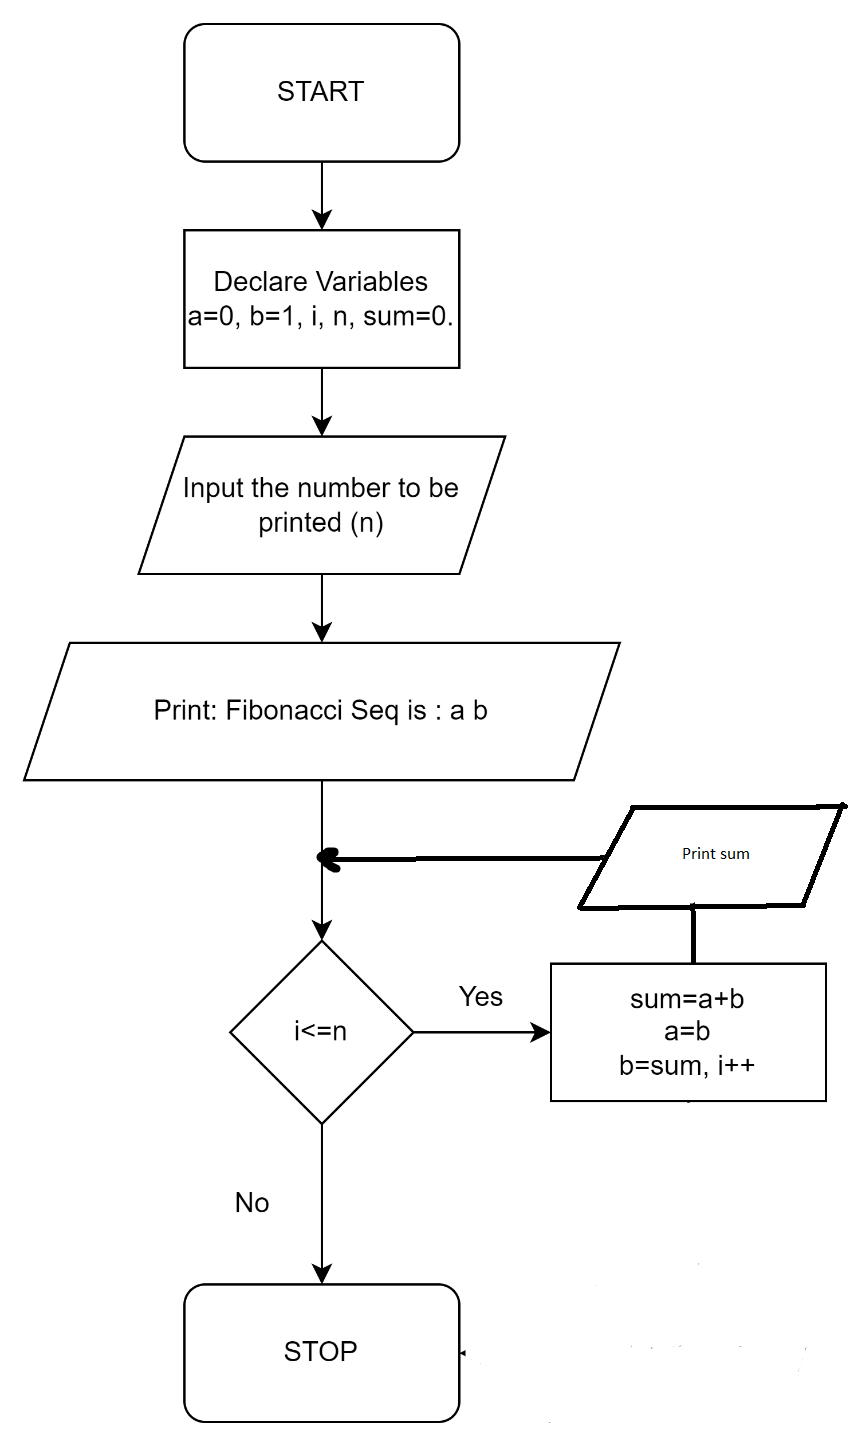 START
Declare Variables
a=0, b=1, i, n, sum=0.
Input the number to be
printed (n)
Print: Fibonacci Seq is : a b
Print sum
i<=n
Yes
sum=a+b
a=b
b=sum, i++
No
STOP